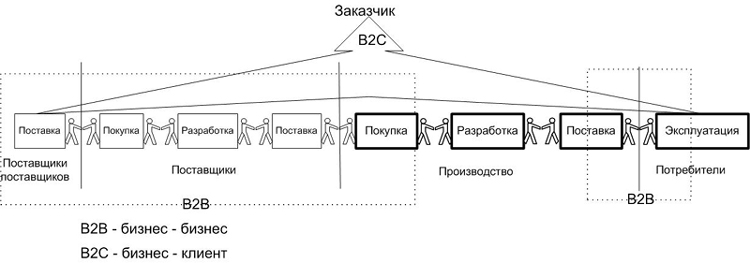 Заказчик
B2C
Поставка
Покупка
Разработка
Поставка
Покупка
Разработка
Поставка
Эксплуатация
Поставщики
поставщиков
Поставщики
Производство
Потребители
B2B
B2B
B2B - бизнес - бизнес
B2C - бизнес - клиент